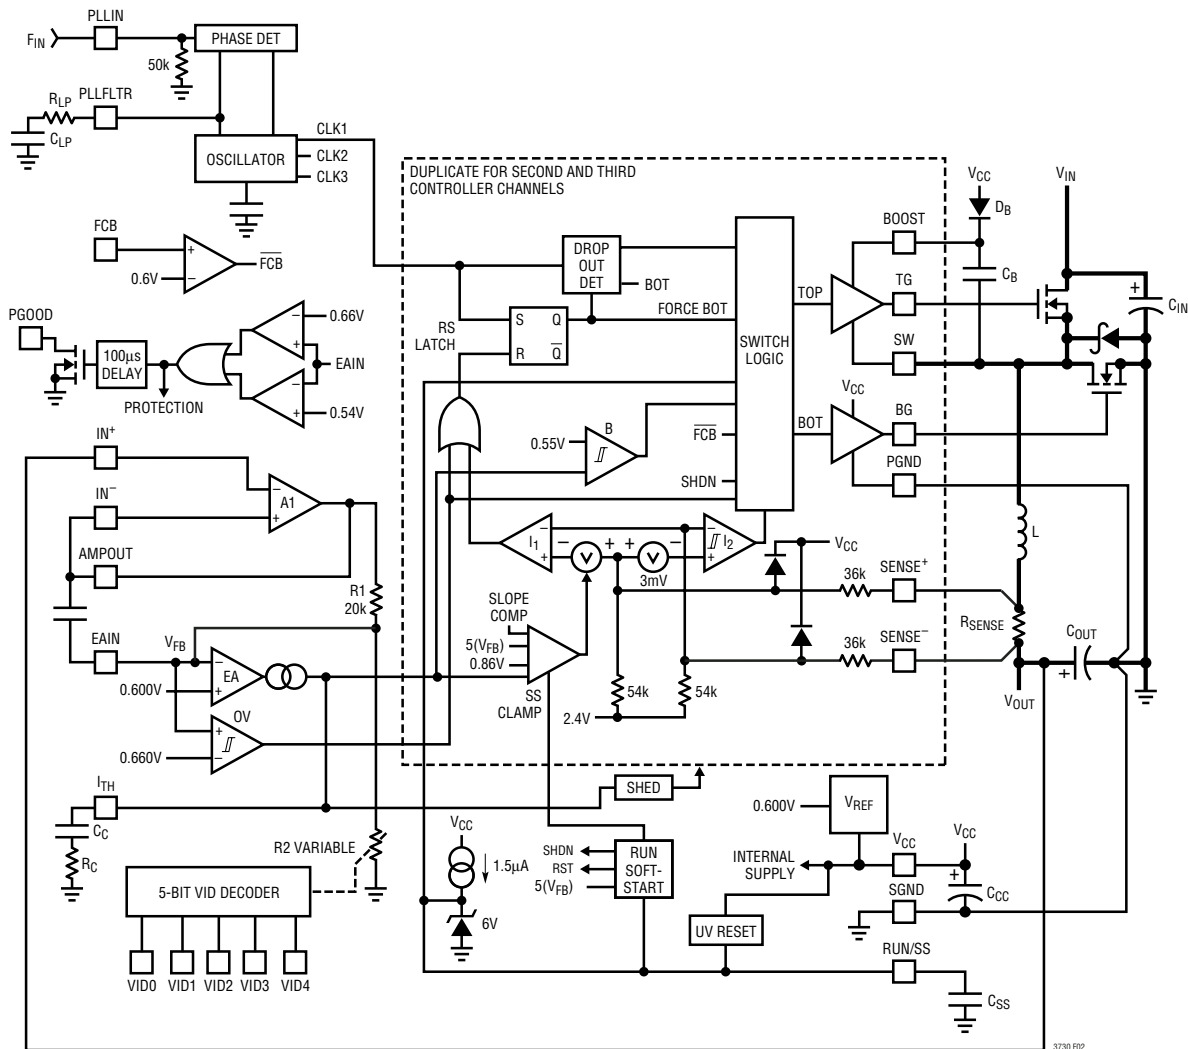 PLLIN
F_IN
PHASE DET
50k
R_LP
PLLFLTR
C_LP
OSCILLATOR
CLK1
CLK2
CLK3
DUPLICATE FOR SECOND AND THIRD
CONTROLLER CHANNELS
FCB
+
−
0.6V
FCB
PGOOD
100µs
DELAY
PROTECTION
−
+
0.66V
EAIN
−
+
0.54V
RS
LATCH
S
Q
R
Q
DROP
OUT
DET
BOT
FORCE BOT
SWITCH
LOGIC
TOP
BOT
FCB
SHDN
0.55V
B
V_CC
D_B
V_IN
BOOST
TG
SW
V_CC
BG
PGND
C_B
+
C_IN
L
IN+
IN−
−
+
A1
AMPOUT
R1
20k
EAIN
V_FB
−
+
EA
0.600V
OV
+
−
0.660V
I_TH
C_C
R_C
I1
−
+
−
+
+
−
V
V
3mV
−
+
I2
V_CC
SLOPE
COMP
5(V_FB)
0.86V
SS
CLAMP
54k
54k
2.4V
36k
SENSE+
36k
SENSE−
R_SENSE
C_OUT
+
V_OUT
SHED
R2 VARIABLE
5-BIT VID DECODER
VID0
VID1
VID2
VID3
VID4
V_CC
1.5µA
6V
SHDN
RST
5(V_FB)
RUN
SOFT-
START
0.600V
V_REF
INTERNAL
SUPPLY
V_CC
V_CC
+
C_CC
SGND
UV RESET
RUN/SS
C_SS
3730 F02